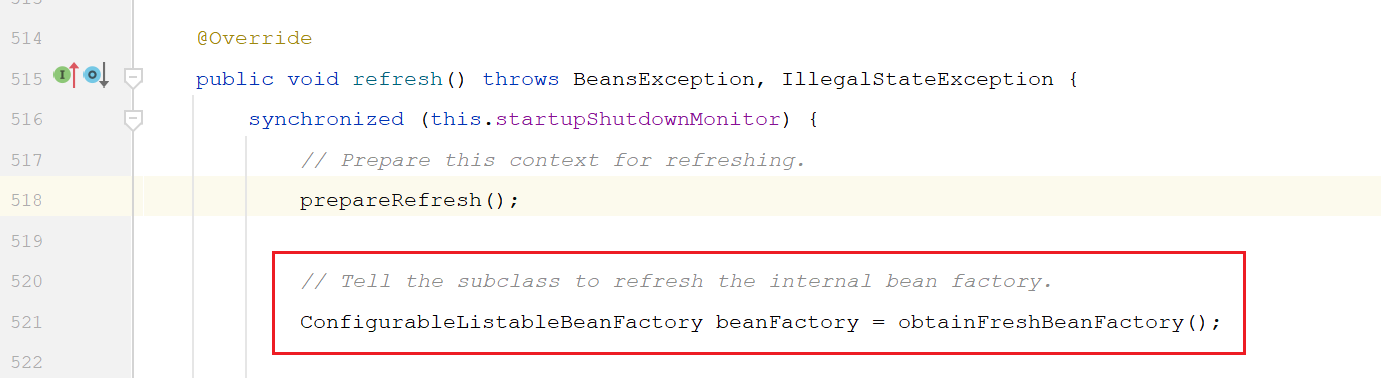 513
514 @Override
515 public void refresh() throws BeansException, IllegalStateException {
516 synchronized (this.startupShutdownMonitor) {
517 // Prepare this context for refreshing.
518 prepareRefresh();
519
520 // Tell the subclass to refresh the internal bean factory.
521 ConfigurableListableBeanFactory beanFactory = obtainFreshBeanFactory();
522